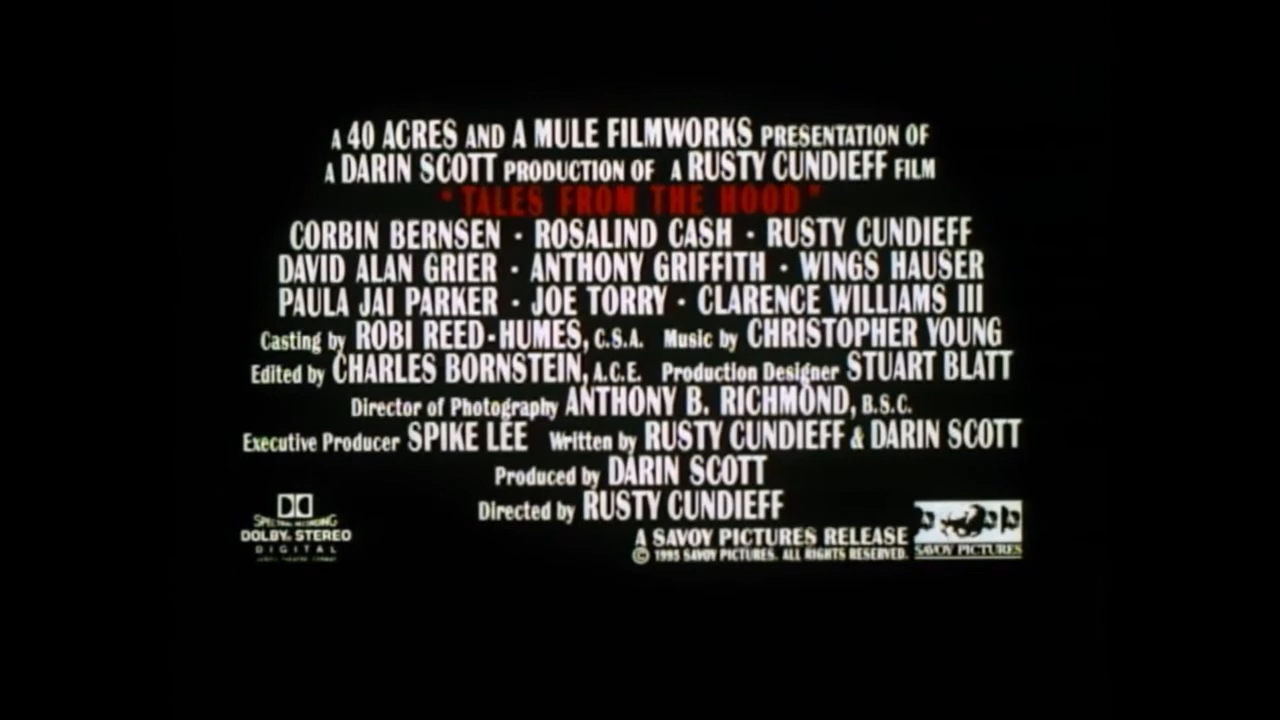 A 40 ACRES AND A MULE FILMWORKS PRESENTATION OF
A DARIN SCOTT PRODUCTION OF A RUSTY CUNDIEFF FILM
"TALES FROM THE HOOD"
CORBIN BERNSEN · ROSALIND CASH · RUSTY CUNDIEFF
DAVID ALAN GRIER · ANTHONY GRIFFITH · WINGS HAUSER
PAULA JAI PARKER · JOE TORRY · CLARENCE WILLIAMS III
Casting by ROBI REED-HUMES, C.S.A. Music by CHRISTOPHER YOUNG
Edited by CHARLES BORNSTEIN, A.C.E. Production Designer STUART BLATT
Director of Photography ANTHONY B. RICHMOND, B.S.C.
Executive Producer SPIKE LEE Written by RUSTY CUNDIEFF & DARIN SCOTT
Produced by DARIN SCOTT
Directed by RUSTY CUNDIEFF
SPECTRAL RECORDING
DOLBY STEREO
DIGITAL
A SAVOY PICTURES RELEASE
© 1995 SAVOY PICTURES. ALL RIGHTS RESERVED.
SAVOY PICTURES